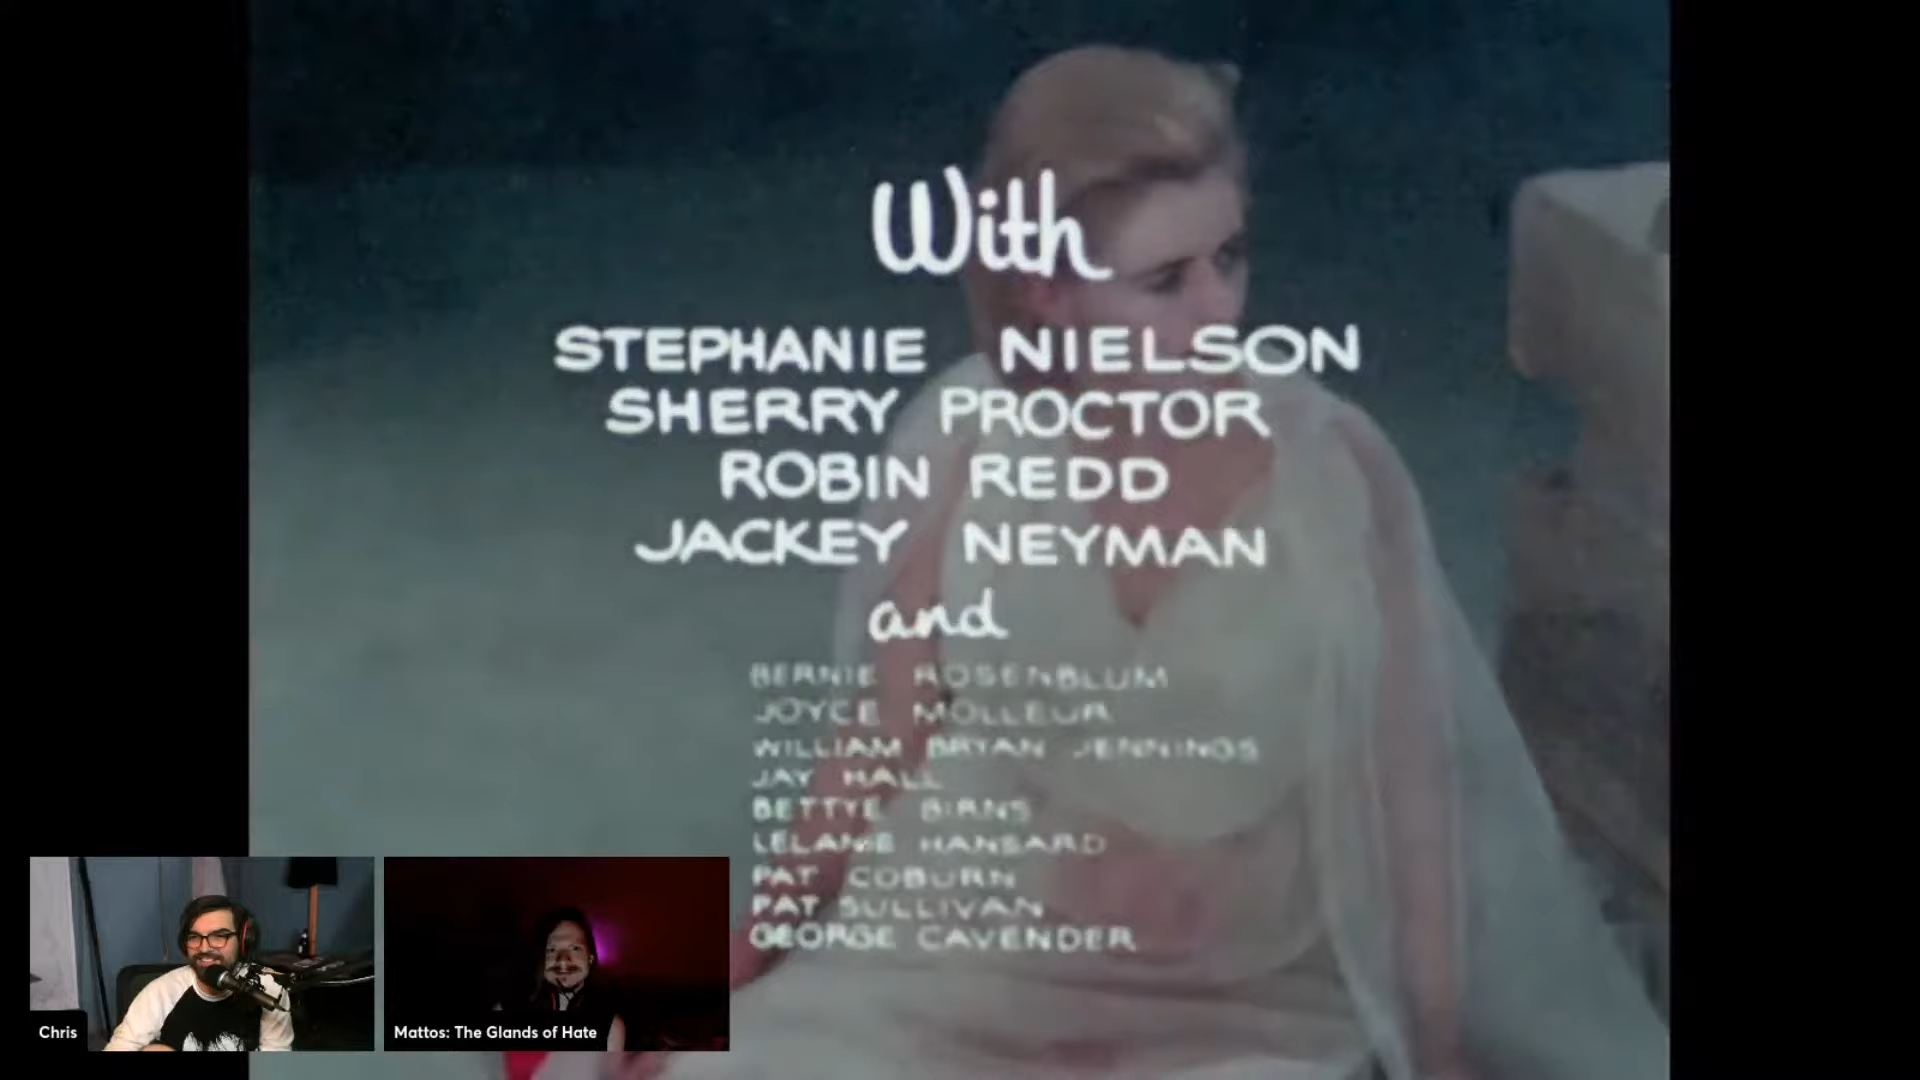 With
STEPHANIE NIELSON
SHERRY PROCTOR
ROBIN REDD
JACKEY NEYMAN
and
BERNIE ROSENBLUM
JOYCE MOLLEUR
WILLIAM BRYAN JENNINGS
JAY HALL
BETTYE BIRNS
LELANIE HANSARD
PAT COBURN
PAT SULLIVAN
GEORGE CAVENDER
Chris
Mattos: The Glands of Hate